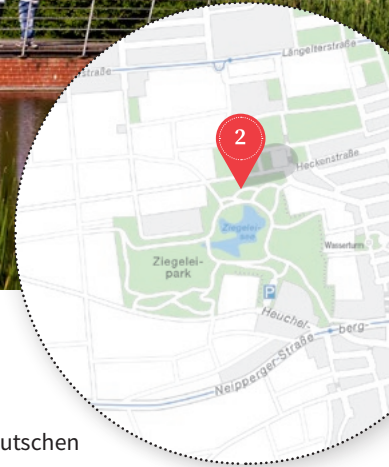 Längelterstraße
straße
2
Heckenstraße
Ziegelei-
see
Wasserturm
Ziegelei-
park
P
Heuchel-
berg-
Neipperger-Straße
utschen